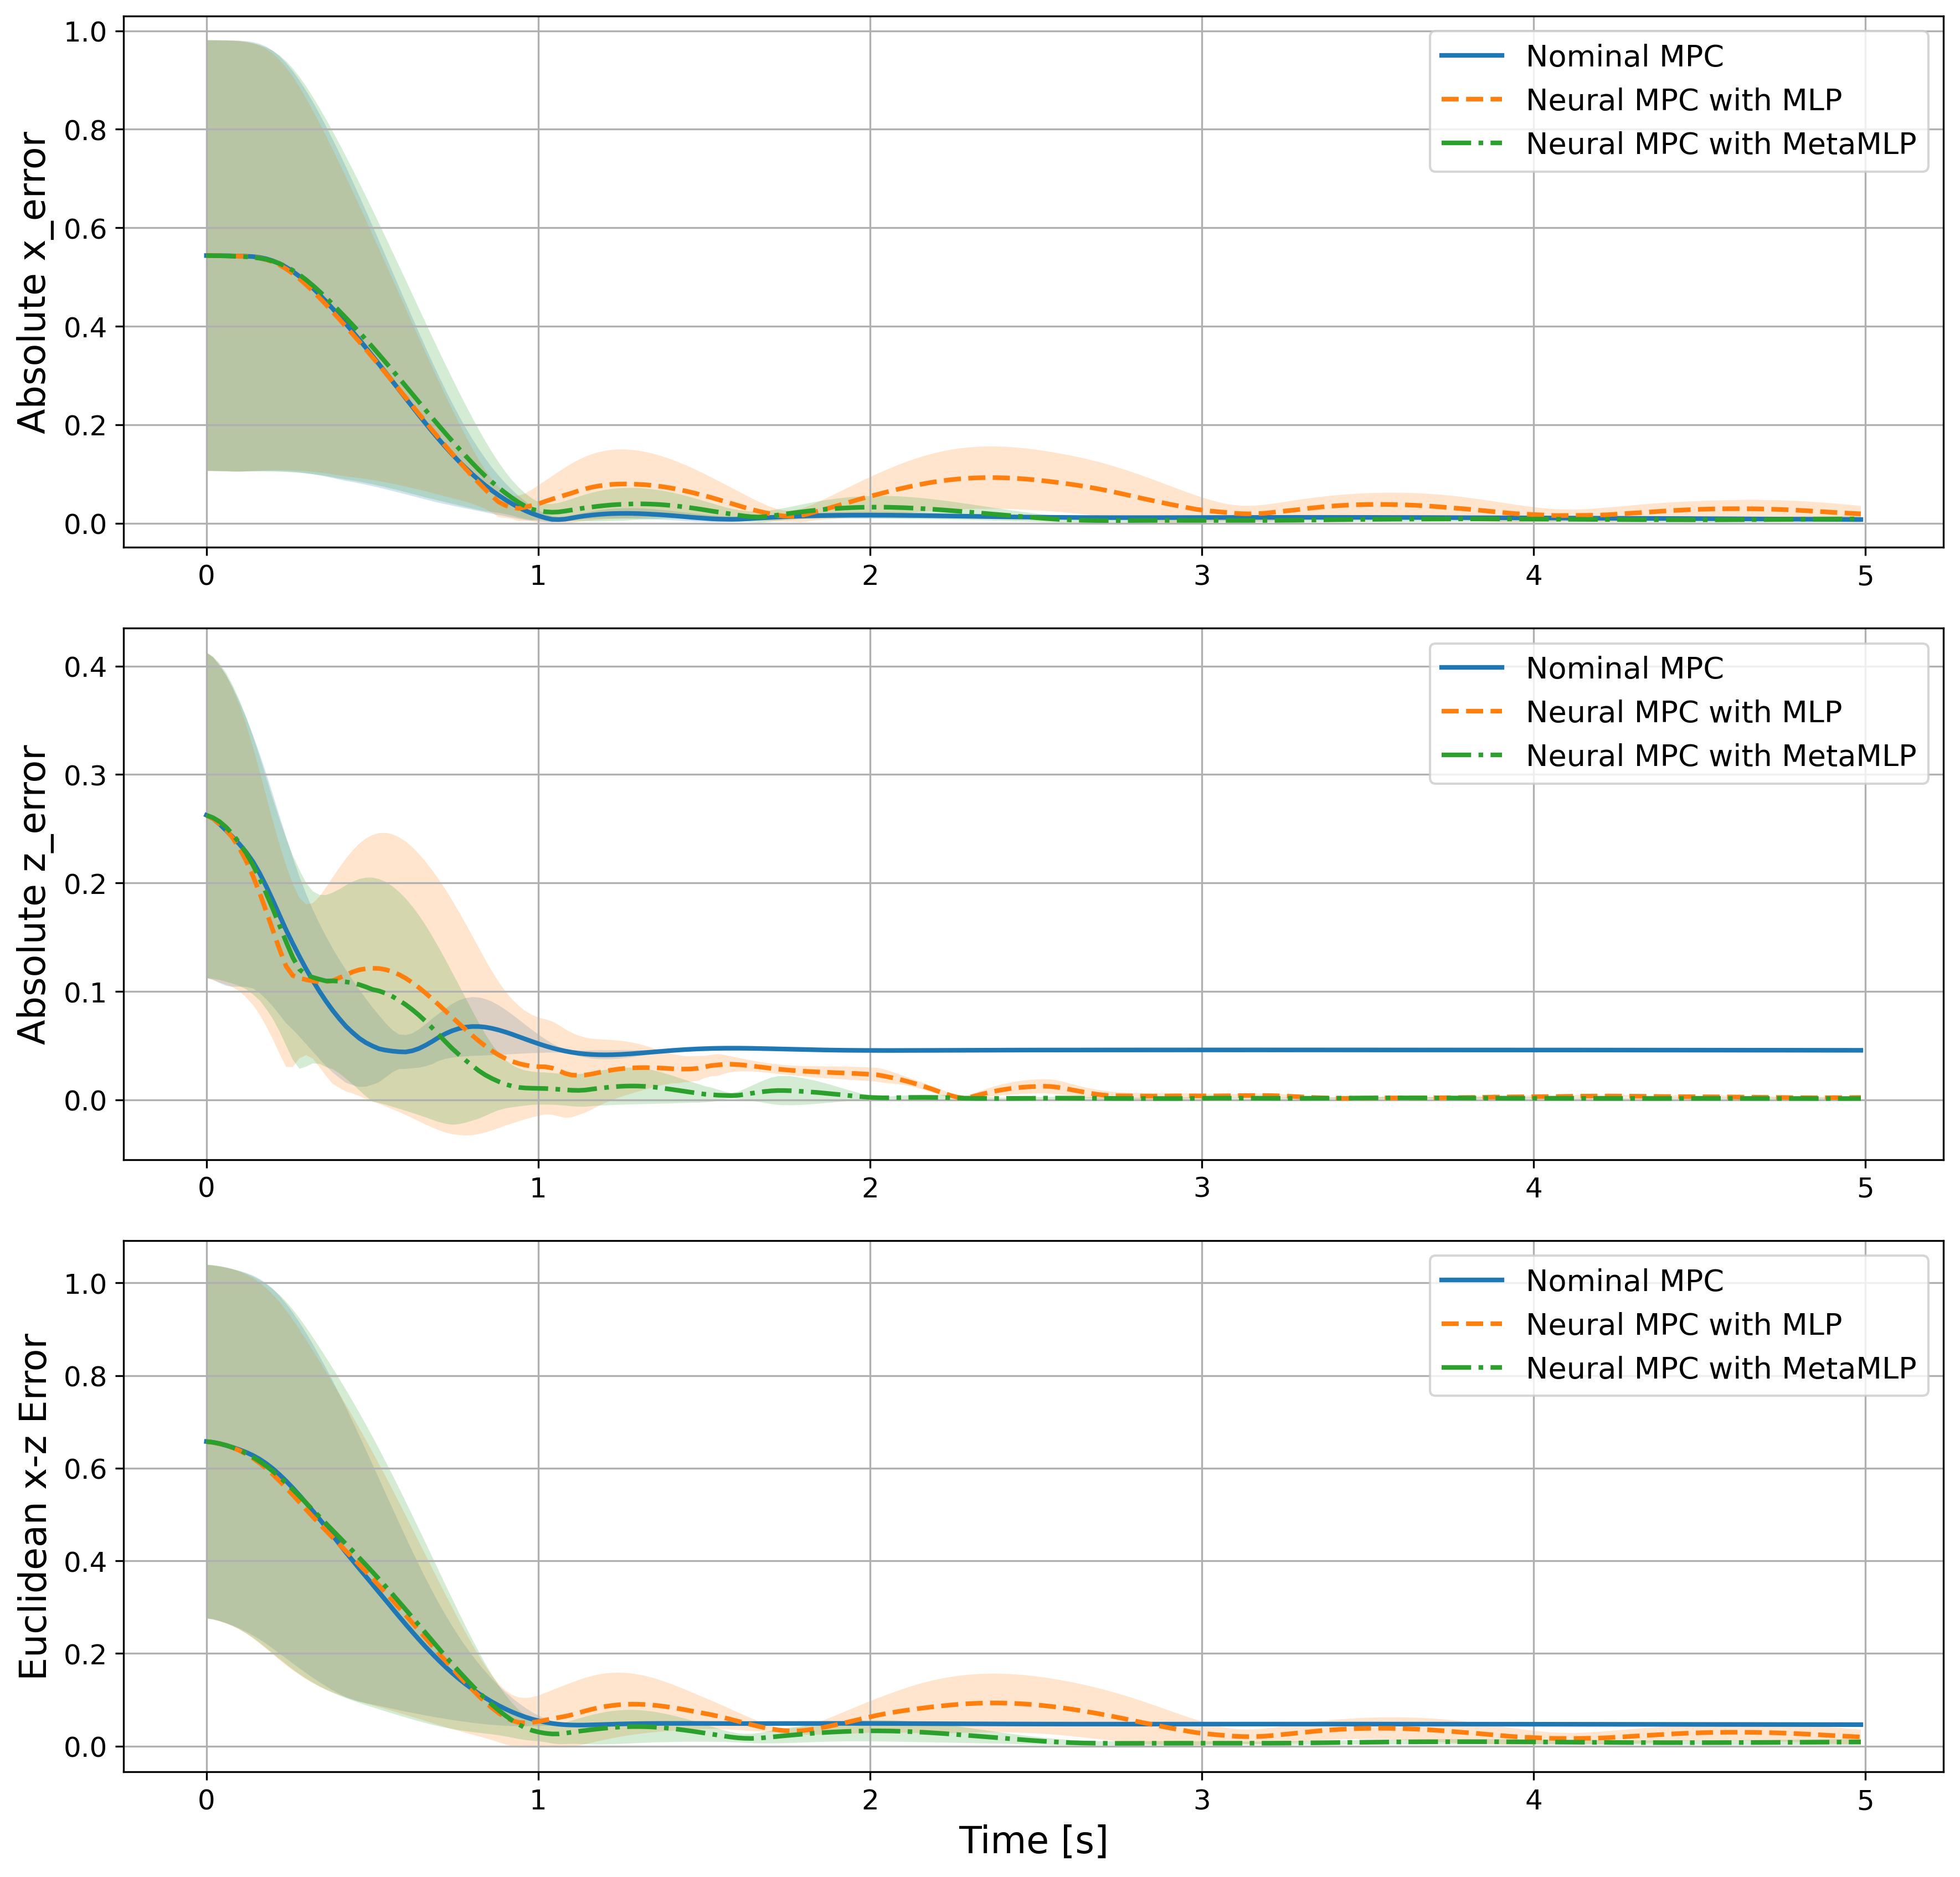 Absolute x_error
1.0
0.8
0.6
0.4
0.2
0.0
Nominal MPC
Neural MPC with MLP
Neural MPC with MetaMLP
0 1 2 3 4 5
Absolute z_error
0.4
0.3
0.2
0.1
0.0
Nominal MPC
Neural MPC with MLP
Neural MPC with MetaMLP
0 1 2 3 4 5
Euclidean x-z Error
1.0
0.8
0.6
0.4
0.2
0.0
Nominal MPC
Neural MPC with MLP
Neural MPC with MetaMLP
0 1 2 3 4 5
Time [s]